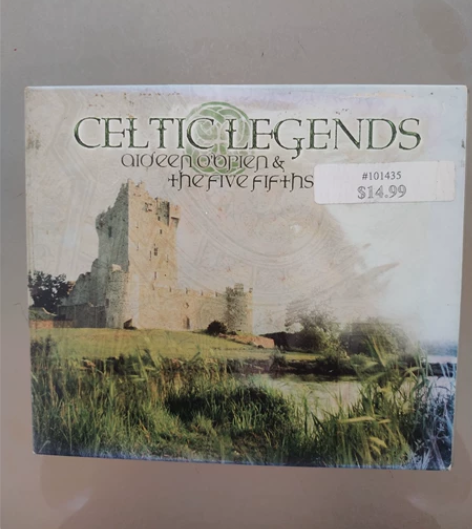 CELTIC LEGENDS
AIDEEN O'BRIEN &
THE FIVE FIFTHS
#101435
$14.99